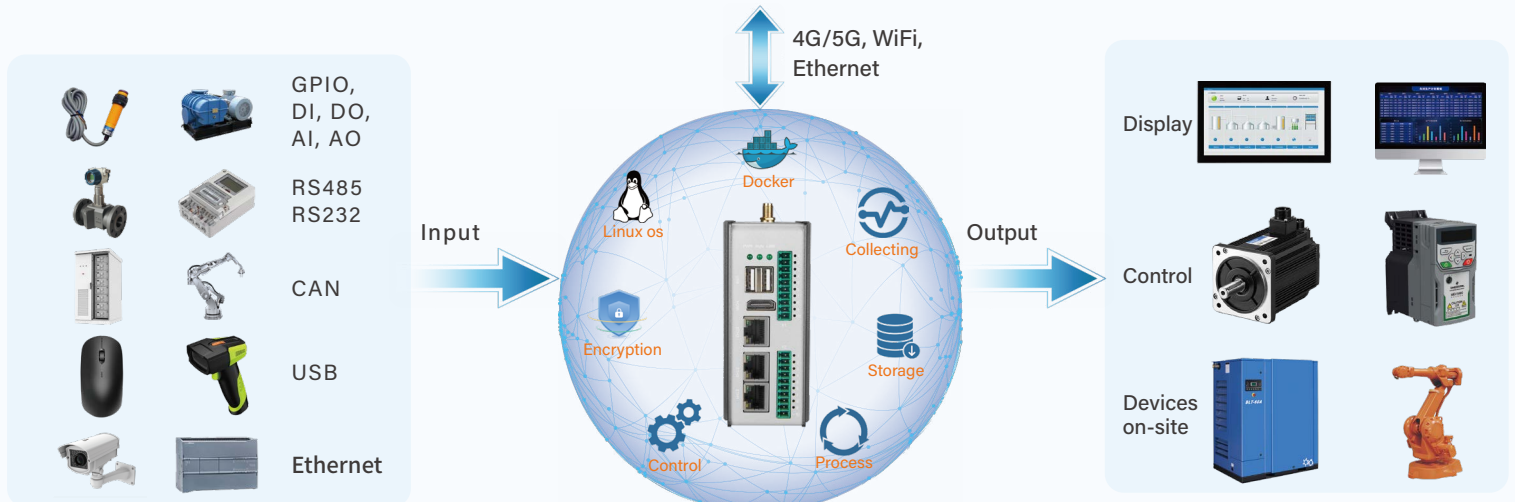 4G/5G, WiFi,
Ethernet
GPIO,
DI, DO,
AI, AO
RS485
RS232
CAN
USB
Ethernet
Input
Docker
Linux os
Collecting
Encryption
Storage
Control
Process
Output
Display
Control
Devices
on-site